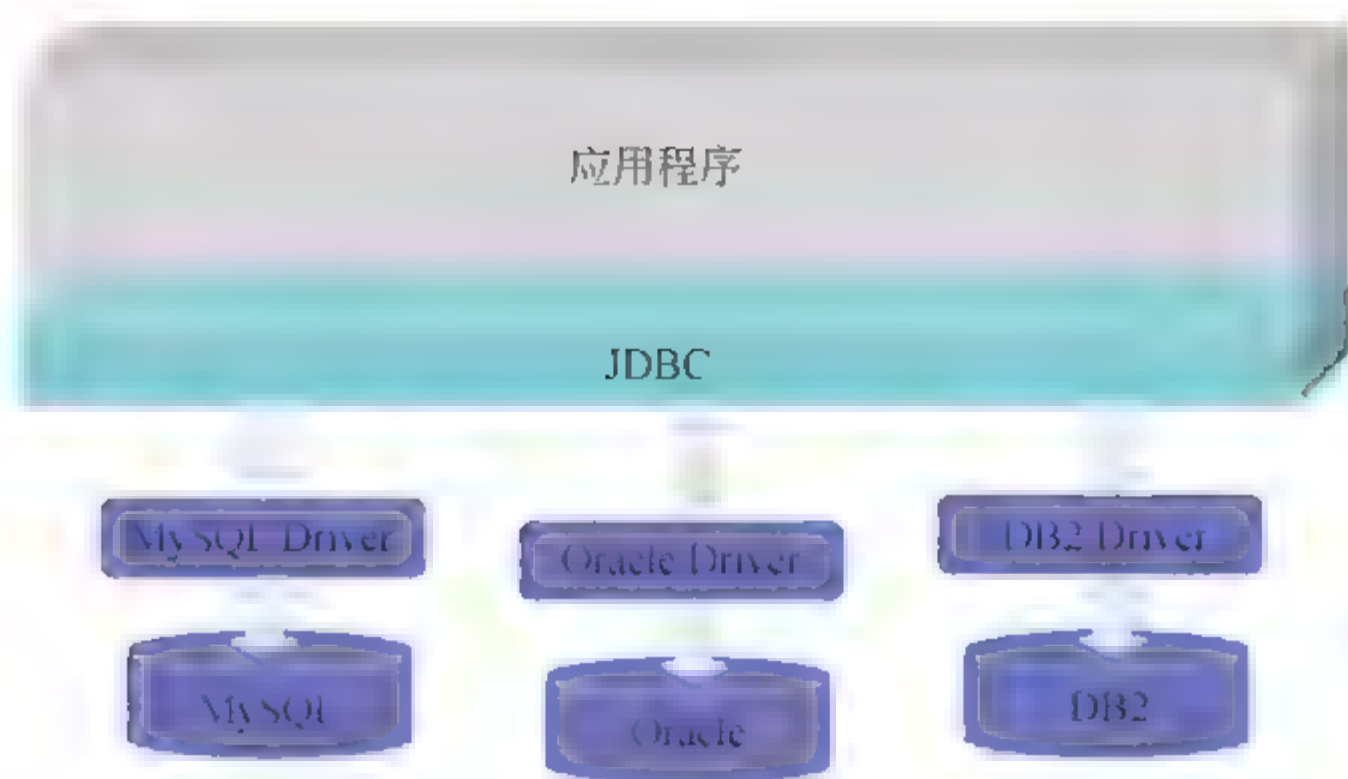 应用程序
JDBC
MySQL Driver
Oracle Driver
DB2 Driver
MySQL
Oracle
DB2